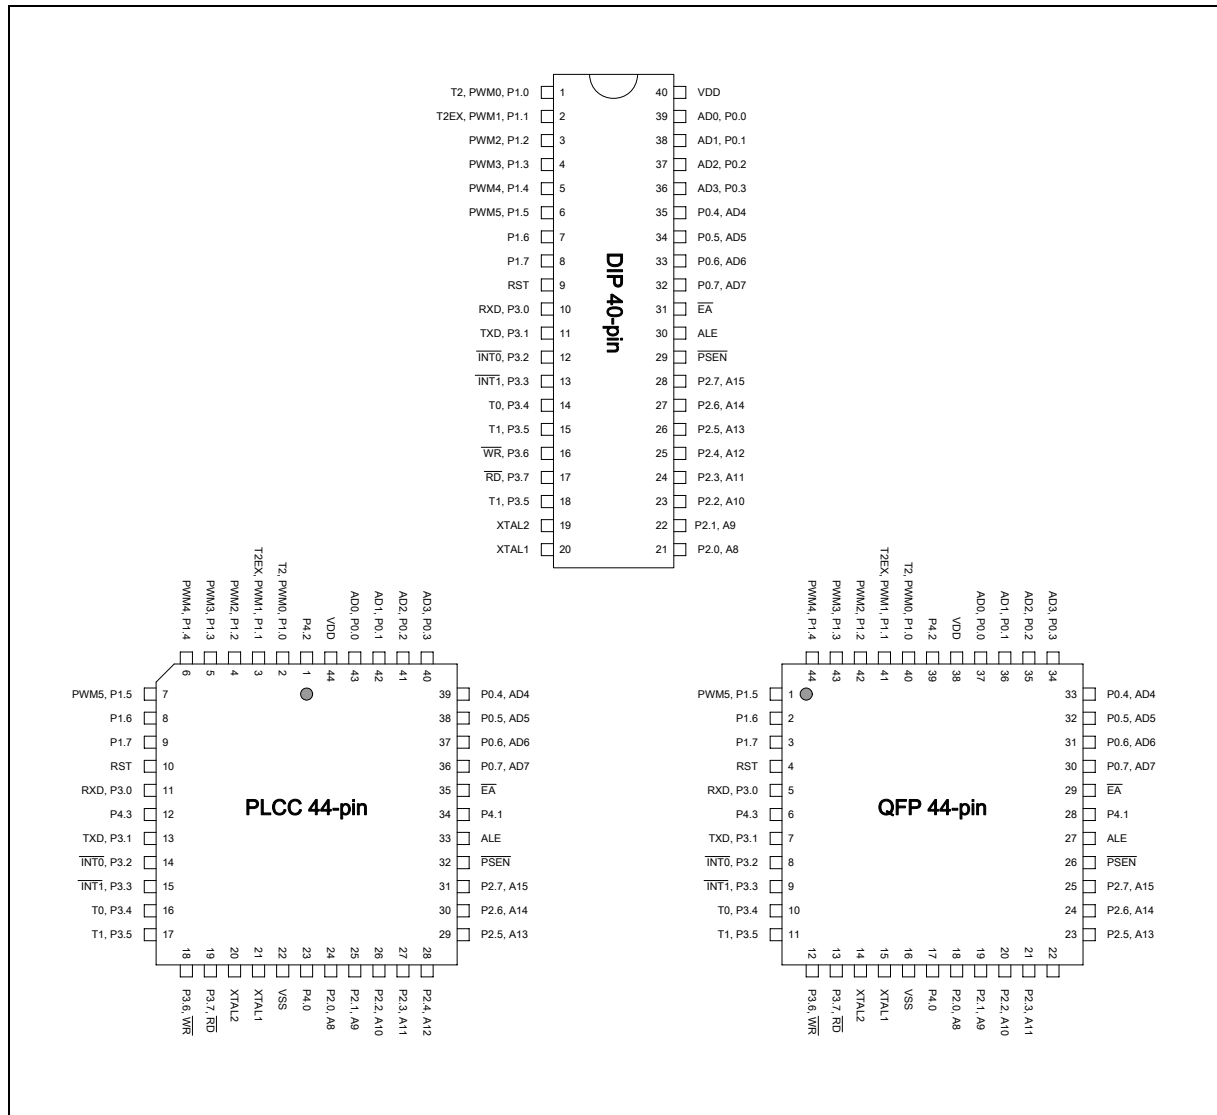 T2, PWM0, P1.0 1 40 VDD
T2EX, PWM1, P1.1 2 39 AD0, P0.0
PWM2, P1.2 3 38 AD1, P0.1
PWM3, P1.3 4 37 AD2, P0.2
PWM4, P1.4 5 36 AD3, P0.3
PWM5, P1.5 6 35 P0.4, AD4
P1.6 7 34 P0.5, AD5
P1.7 8 33 P0.6, AD6
RST 9 32 P0.7, AD7
RXD, P3.0 10 31 E̅A̅
TXD, P3.1 11 30 ALE
I̅N̅T̅0̅, P3.2 12 29 P̅S̅E̅N̅
I̅N̅T̅1̅, P3.3 13 28 P2.7, A15
T0, P3.4 14 27 P2.6, A14
T1, P3.5 15 26 P2.5, A13
W̅R̅, P3.6 16 25 P2.4, A12
R̅D̅, P3.7 17 24 P2.3, A11
T1, P3.5 18 23 P2.2, A10
XTAL2 19 22 P2.1, A9
XTAL1 20 21 P2.0, A8
DIP 40-pin
PWM4, P1.4 PWM3, P1.3 PWM2, P1.2 T2EX, PWM1, P1.1 T2, PWM0, P1.0 P4.2 VDD AD0, P0.0 AD1, P0.1 AD2, P0.2 AD3, P0.3
6 5 4 3 2 1 44 43 42 41 40
PWM5, P1.5 7 39 P0.4, AD4
P1.6 8 38 P0.5, AD5
P1.7 9 37 P0.6, AD6
RST 10 36 P0.7, AD7
RXD, P3.0 11 35 E̅A̅
P4.3 12 34 P4.1
TXD, P3.1 13 33 ALE
I̅N̅T̅0̅, P3.2 14 32 P̅S̅E̅N̅
I̅N̅T̅1̅, P3.3 15 31 P2.7, A15
T0, P3.4 16 30 P2.6, A14
T1, P3.5 17 29 P2.5, A13
PLCC 44-pin
18 19 20 21 22 23 24 25 26 27 28
P3.6, W̅R̅ P3.7, R̅D̅ XTAL2 XTAL1 VSS P4.0 P2.0, A8 P2.1, A9 P2.2, A10 P2.3, A11 P2.4, A12
PWM4, P1.4 PWM3, P1.3 PWM2, P1.2 T2EX, PWM1, P1.1 T2, PWM0, P1.0 P4.2 VDD AD0, P0.0 AD1, P0.1 AD2, P0.2 AD3, P0.3
44 43 42 41 40 39 38 37 36 35 34
PWM5, P1.5 1 33 P0.4, AD4
P1.6 2 32 P0.5, AD5
P1.7 3 31 P0.6, AD6
RST 4 30 P0.7, AD7
RXD, P3.0 5 29 E̅A̅
P4.3 6 28 P4.1
TXD, P3.1 7 27 ALE
I̅N̅T̅0̅, P3.2 8 26 P̅S̅E̅N̅
I̅N̅T̅1̅, P3.3 9 25 P2.7, A15
T0, P3.4 10 24 P2.6, A14
T1, P3.5 11 23 P2.5, A13
QFP 44-pin
12 13 14 15 16 17 18 19 20 21 22
P3.6, W̅R̅ P3.7, R̅D̅ XTAL2 XTAL1 VSS P4.0 P2.0, A8 P2.1, A9 P2.2, A10 P2.3, A11